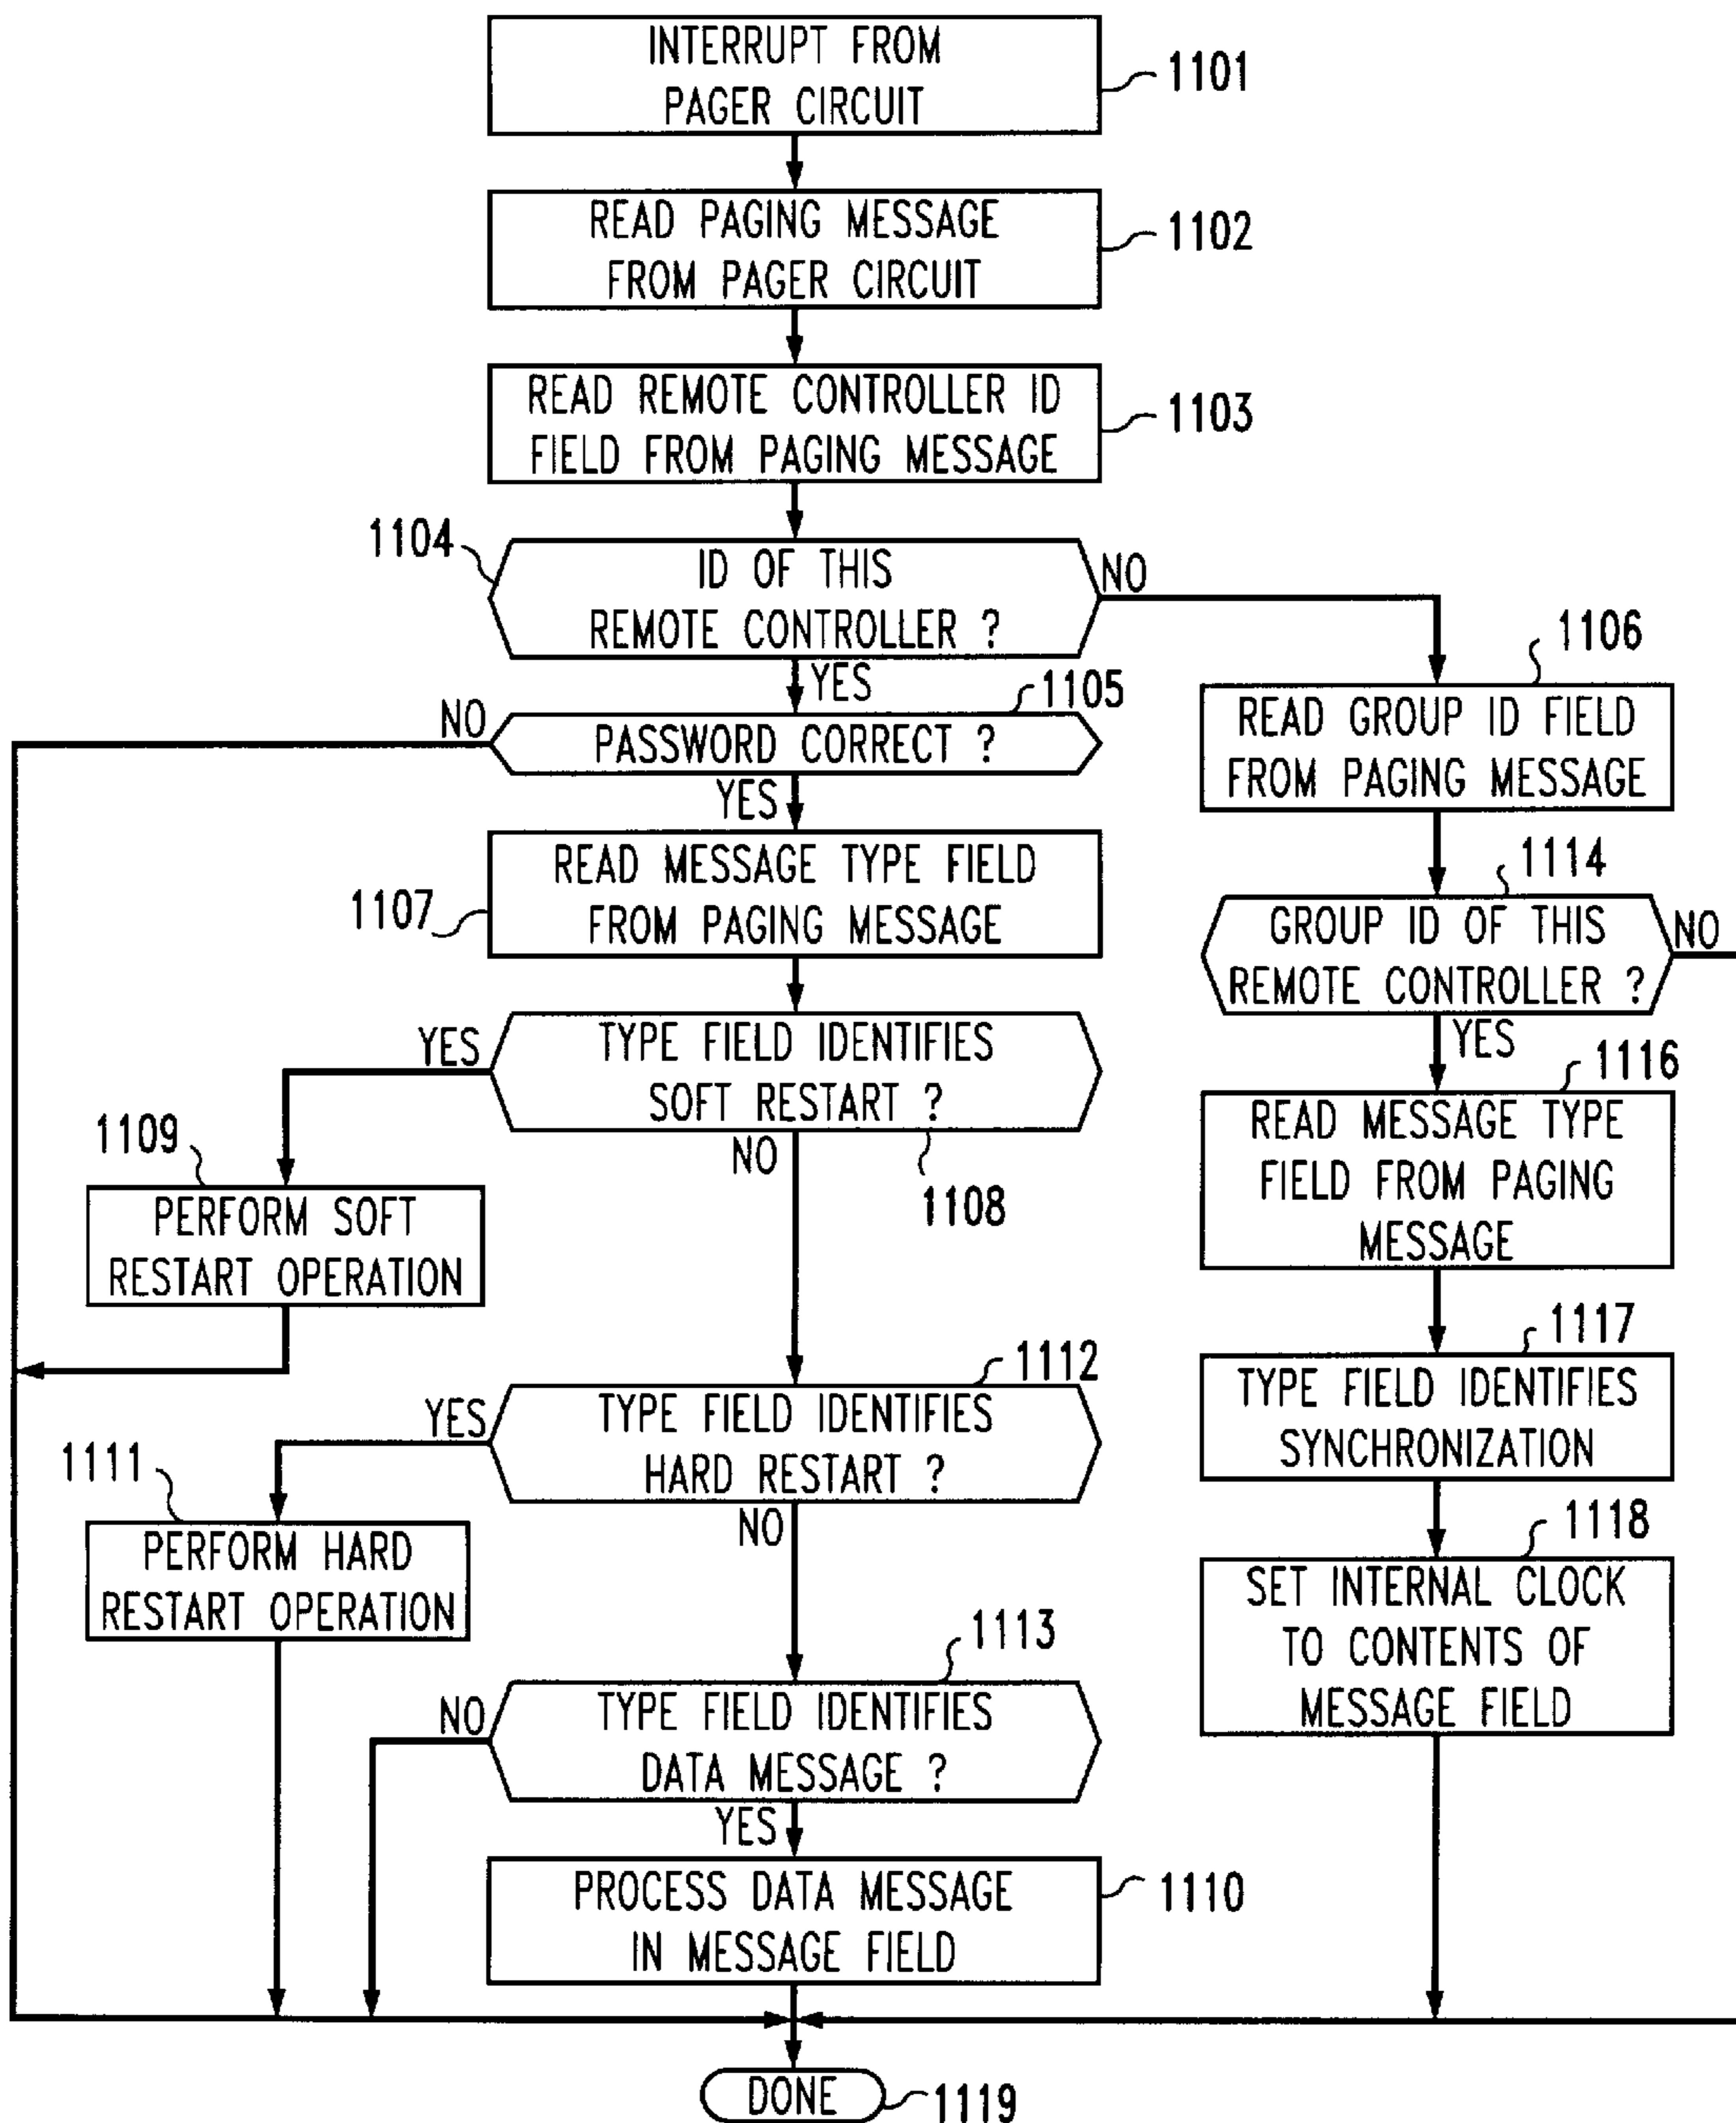 INTERRUPT FROM
PAGER CIRCUIT
1101
READ PAGING MESSAGE
FROM PAGER CIRCUIT
1102
READ REMOTE CONTROLLER ID
FIELD FROM PAGING MESSAGE
1103
1104
ID OF THIS
REMOTE CONTROLLER ?
NO
YES
1106
READ GROUP ID FIELD
FROM PAGING MESSAGE
1105
NO
PASSWORD CORRECT ?
YES
1107
READ MESSAGE TYPE FIELD
FROM PAGING MESSAGE
1114
GROUP ID OF THIS
REMOTE CONTROLLER ?
NO
YES
YES
TYPE FIELD IDENTIFIES
SOFT RESTART ?
NO
1108
1116
READ MESSAGE TYPE
FIELD FROM PAGING
MESSAGE
1109
PERFORM SOFT
RESTART OPERATION
1117
TYPE FIELD IDENTIFIES
SYNCHRONIZATION
1112
YES
TYPE FIELD IDENTIFIES
HARD RESTART ?
NO
1111
PERFORM HARD
RESTART OPERATION
1118
SET INTERNAL CLOCK
TO CONTENTS OF
MESSAGE FIELD
1113
NO
TYPE FIELD IDENTIFIES
DATA MESSAGE ?
YES
PROCESS DATA MESSAGE
IN MESSAGE FIELD
1110
DONE
1119